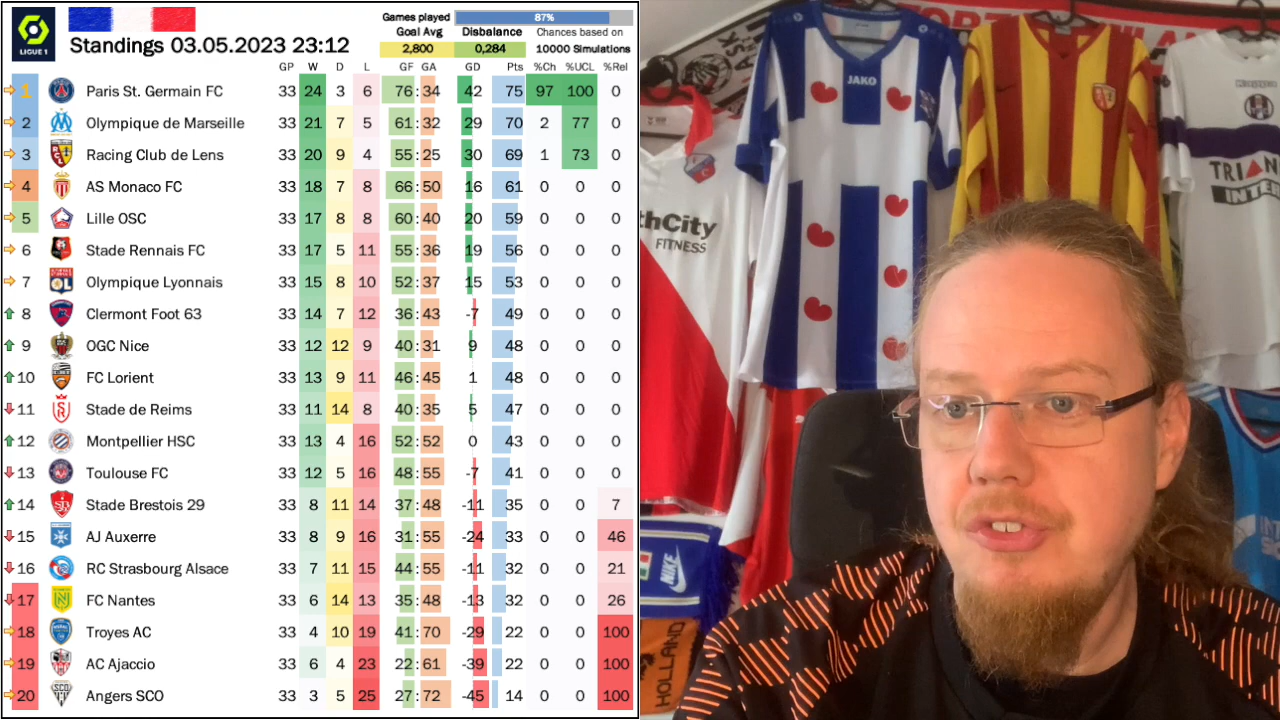 LIGUE 1
Standings 03.05.2023 23:12
Games played 87%
Goal Avg Disbalance Chances based on
2,800 0,284 10000 Simulations
GP W D L GF GA GD Pts %Ch %UCL %Rel
1 Paris St. Germain FC 33 24 3 6 76:34 42 75 97 100 0
2 Olympique de Marseille 33 21 7 5 61:32 29 70 2 77 0
3 Racing Club de Lens 33 20 9 4 55:25 30 69 1 73 0
4 AS Monaco FC 33 18 7 8 66:50 16 61 0 0 0
5 Lille OSC 33 17 8 8 60:40 20 59 0 0 0
6 Stade Rennais FC 33 17 5 11 55:36 19 56 0 0 0
7 Olympique Lyonnais 33 15 8 10 52:37 15 53 0 0 0
8 Clermont Foot 63 33 14 7 12 36:43 -7 49 0 0 0
9 OGC Nice 33 12 12 9 40:31 9 48 0 0 0
10 FC Lorient 33 13 9 11 46:45 1 48 0 0 0
11 Stade de Reims 33 11 14 8 40:35 5 47 0 0 0
12 Montpellier HSC 33 13 4 16 52:52 0 43 0 0 0
13 Toulouse FC 33 12 5 16 48:55 -7 41 0 0 0
14 Stade Brestois 29 33 8 11 14 37:48 -11 35 0 0 7
15 AJ Auxerre 33 8 9 16 31:55 -24 33 0 0 46
16 RC Strasbourg Alsace 33 7 11 15 44:55 -11 32 0 0 21
17 FC Nantes 33 6 14 13 35:48 -13 32 0 0 26
18 Troyes AC 33 4 10 19 41:70 -29 22 0 0 100
19 AC Ajaccio 33 6 4 23 22:61 -39 22 0 0 100
20 Angers SCO 33 3 5 25 27:72 -45 14 0 0 100
JAKO
thCity
FITNESS
TRIAN
INTER
NIKE
HOLLAND